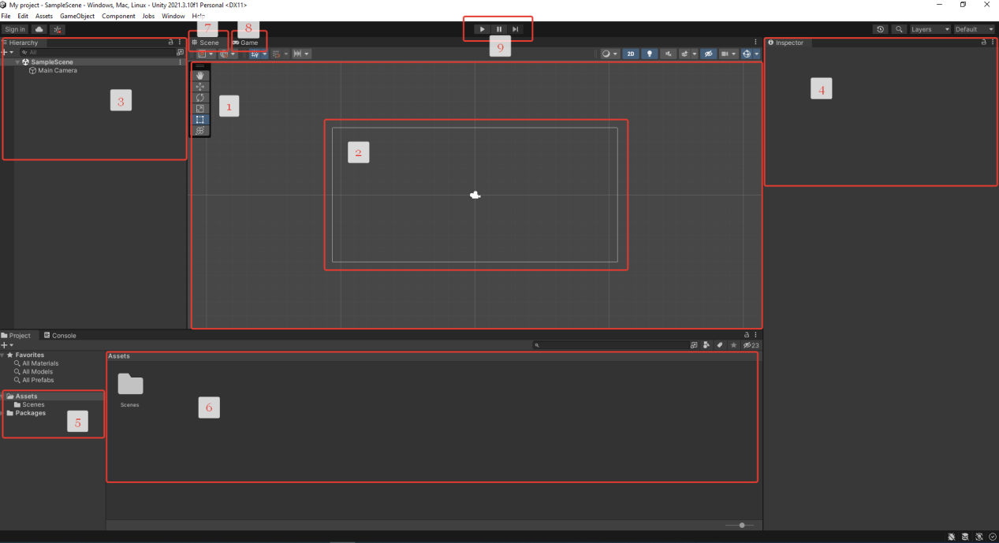 My project - SampleScene - Windows, Mac, Linux - Unity 2021.3.10f1 Personal <DX11>
File Edit Assets GameObject Component Jobs Window Help
Sign in
Layers
Default
7
8
9
Hierarchy
Scene
Game
Inspector
All
2D
SampleScene
Main Camera
3
1
4
2
Project
Console
23
Favorites
All Materials
All Models
All Prefabs
Assets
Scenes
Packages
5
Assets
Scenes
6